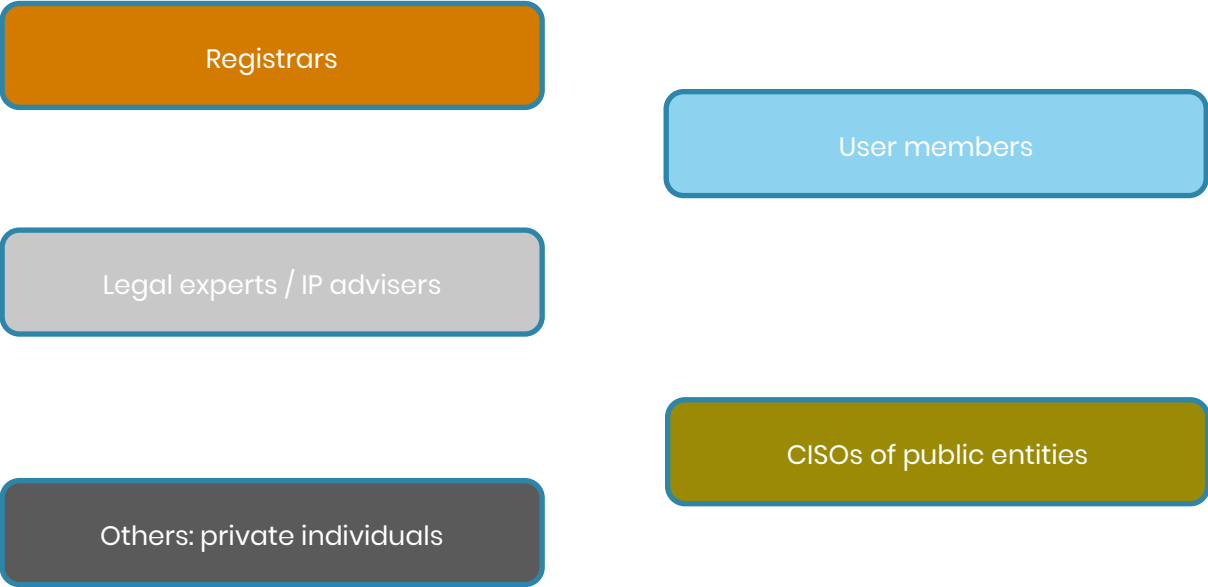 Registrars
User members
Legal experts / IP advisers
CISOs of public entities
Others: private individuals